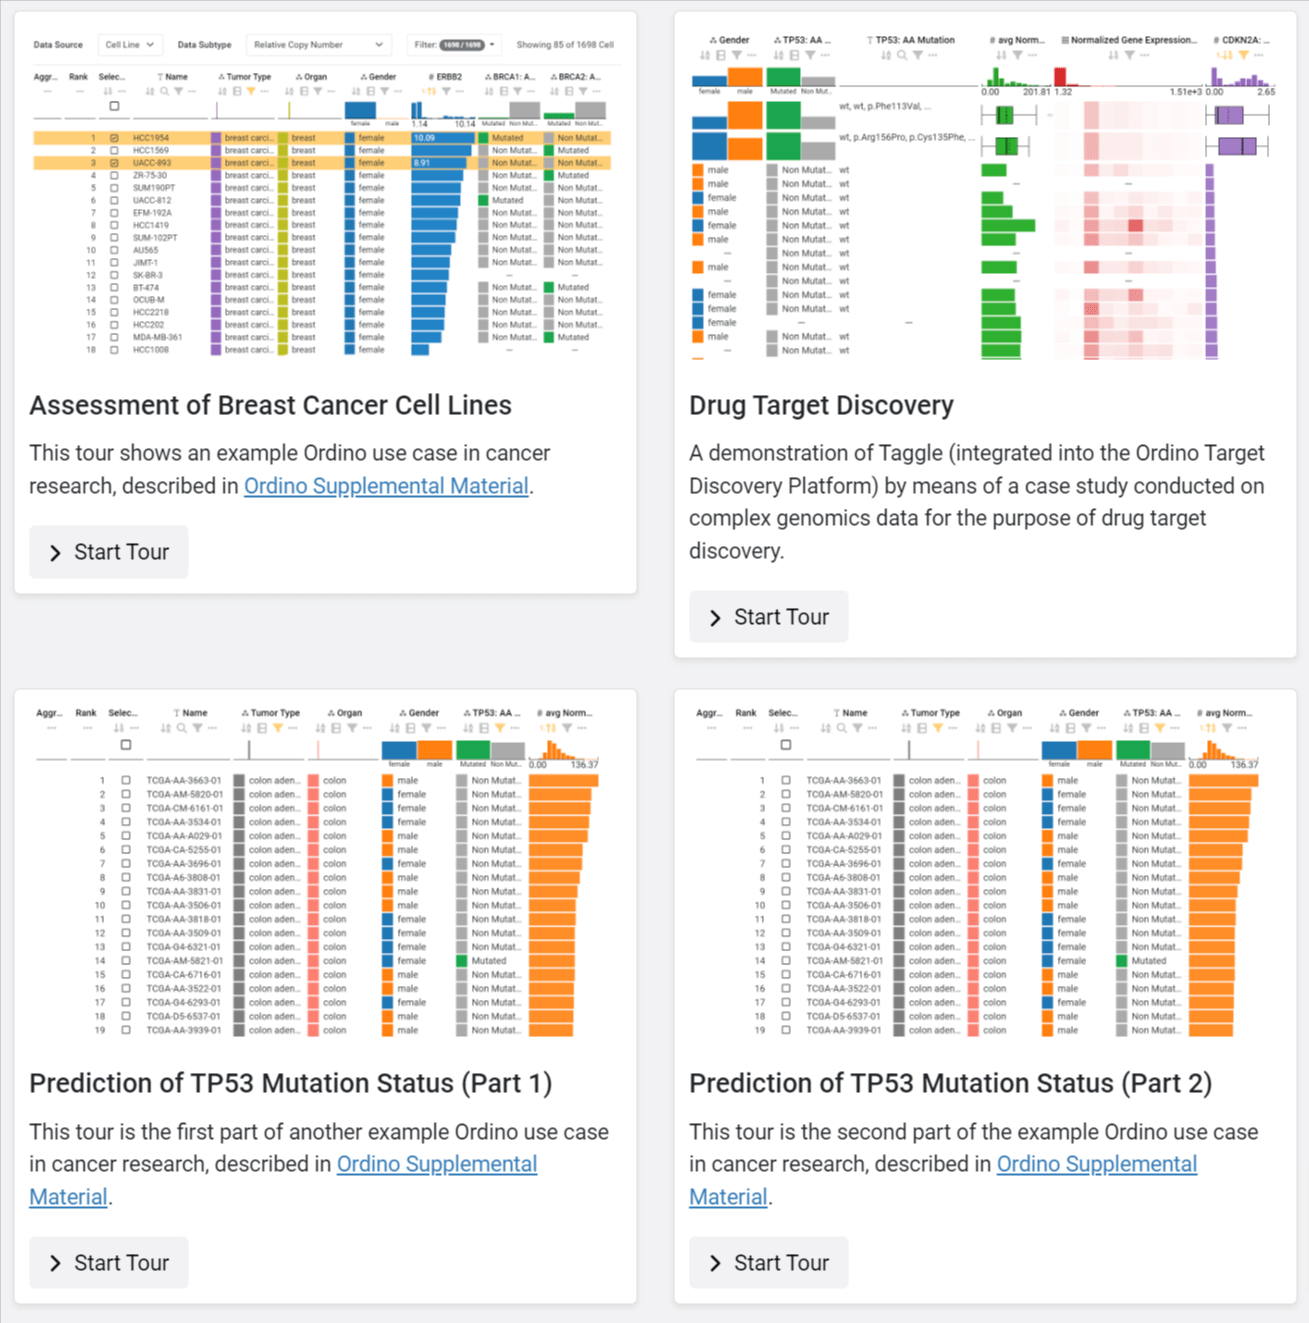 Data Source Cell Line Data Subtype Relative Copy Number Filter: 1698 / 1698 Showing 85 of 1698 Cell
Aggr... Rank Selec... Name Tumor Type Organ Gender # ERBB2 BRCA1: A... BRCA2: A...
female male 1.14 10.14 Mutated Non Mut... Mutated Non Mut...
1 HCC1954 breast carci... breast female 10.09 Mutated Non Mutat...
2 HCC1569 breast carci... breast female Non Mutat... Mutated
3 UACC-893 breast carci... breast female 8.91 Non Mutat... Non Mutat...
4 ZR-75-30 breast carci... breast female Non Mutat... Mutated
5 SUM190PT breast carci... breast female Non Mutat... Non Mutat...
6 UACC-812 breast carci... breast female Mutated Non Mutat...
7 EFM-192A breast carci... breast female Non Mutat... Non Mutat...
8 HCC1419 breast carci... breast female Non Mutat... Non Mutat...
9 SUM-102PT breast carci... breast female Non Mutat... Non Mutat...
10 AU565 breast carci... breast female Non Mutat... Non Mutat...
11 JIMT-1 breast carci... breast female Non Mutat... Non Mutat...
12 SK-BR-3 breast carci... breast female – –
13 BT-474 breast carci... breast female Non Mutat... Mutated
14 OCUB-M breast carci... breast female Non Mutat... Non Mutat...
15 HCC2218 breast carci... breast female Non Mutat... Non Mutat...
16 HCC202 breast carci... breast female Non Mutat... Non Mutat...
17 MDA-MB-361 breast carci... breast female Non Mutat... Mutated
18 HCC1008 breast carci... breast female – –
Assessment of Breast Cancer Cell Lines
This tour shows an example Ordino use case in cancer
research, described in Ordino Supplemental Material.
Start Tour
Gender TP53: AA ... TP53: AA Mutation # avg Norm... Normalized Gene Expression... # CDKN2A: ...
female male Mutated Non Mut... 0.00 201.81 1.32 1.51e+3 0.00 2.65
wt, wt, p.Phe113Val, ...
wt, p.Arg156Pro, p.Cys135Phe, ...
male Non Mutat... wt
male Non Mutat... wt – –
female Non Mutat... wt
male Non Mutat... wt
female Non Mutat... wt
male Non Mutat... wt
– Non Mutat... wt – –
male Non Mutat... wt
– Non Mutat... wt – –
female Non Mutat... wt
female Non Mutat... wt
female – –
male Non Mutat... wt
– Non Mutat... wt
Drug Target Discovery
A demonstration of Taggle (integrated into the Ordino Target
Discovery Platform) by means of a case study conducted on
complex genomics data for the purpose of drug target
discovery.
Start Tour
Aggr... Rank Selec... Name Tumor Type Organ Gender TP53: AA ... # avg Norm...
female male Mutated Non Mut... 0.00 136.37
1 TCGA-AA-3663-01 colon aden... colon male Non Mutat...
2 TCGA-AM-5820-01 colon aden... colon female Non Mutat...
3 TCGA-CM-6161-01 colon aden... colon female Non Mutat...
4 TCGA-AA-3534-01 colon aden... colon female Non Mutat...
5 TCGA-AA-A029-01 colon aden... colon male Non Mutat...
6 TCGA-CA-5255-01 colon aden... colon male Non Mutat...
7 TCGA-AA-3696-01 colon aden... colon female Non Mutat...
8 TCGA-A6-3808-01 colon aden... colon male Non Mutat...
9 TCGA-AA-3831-01 colon aden... colon male Non Mutat...
10 TCGA-AA-3506-01 colon aden... colon male Non Mutat...
11 TCGA-AA-3818-01 colon aden... colon female Non Mutat...
12 TCGA-AA-3509-01 colon aden... colon female Non Mutat...
13 TCGA-G4-6321-01 colon aden... colon female Non Mutat...
14 TCGA-AM-5821-01 colon aden... colon female Mutated
15 TCGA-CA-6716-01 colon aden... colon male Non Mutat...
16 TCGA-AA-3522-01 colon aden... colon male Non Mutat...
17 TCGA-G4-6293-01 colon aden... colon female Non Mutat...
18 TCGA-D5-6537-01 colon aden... colon male Non Mutat...
19 TCGA-AA-3939-01 colon aden... colon male Non Mutat...
Prediction of TP53 Mutation Status (Part 1)
This tour is the first part of another example Ordino use case
in cancer research, described in Ordino Supplemental
Material.
Start Tour
Aggr... Rank Selec... Name Tumor Type Organ Gender TP53: AA ... # avg Norm...
female male Mutated Non Mut... 0.00 136.37
1 TCGA-AA-3663-01 colon aden... colon male Non Mutat...
2 TCGA-AM-5820-01 colon aden... colon female Non Mutat...
3 TCGA-CM-6161-01 colon aden... colon female Non Mutat...
4 TCGA-AA-3534-01 colon aden... colon female Non Mutat...
5 TCGA-AA-A029-01 colon aden... colon male Non Mutat...
6 TCGA-CA-5255-01 colon aden... colon male Non Mutat...
7 TCGA-AA-3696-01 colon aden... colon female Non Mutat...
8 TCGA-A6-3808-01 colon aden... colon male Non Mutat...
9 TCGA-AA-3831-01 colon aden... colon male Non Mutat...
10 TCGA-AA-3506-01 colon aden... colon male Non Mutat...
11 TCGA-AA-3818-01 colon aden... colon female Non Mutat...
12 TCGA-AA-3509-01 colon aden... colon female Non Mutat...
13 TCGA-G4-6321-01 colon aden... colon female Non Mutat...
14 TCGA-AM-5821-01 colon aden... colon female Mutated
15 TCGA-CA-6716-01 colon aden... colon male Non Mutat...
16 TCGA-AA-3522-01 colon aden... colon male Non Mutat...
17 TCGA-G4-6293-01 colon aden... colon female Non Mutat...
18 TCGA-D5-6537-01 colon aden... colon male Non Mutat...
19 TCGA-AA-3939-01 colon aden... colon male Non Mutat...
Prediction of TP53 Mutation Status (Part 2)
This tour is the second part of the example Ordino use case
in cancer research, described in Ordino Supplemental
Material.
Start Tour